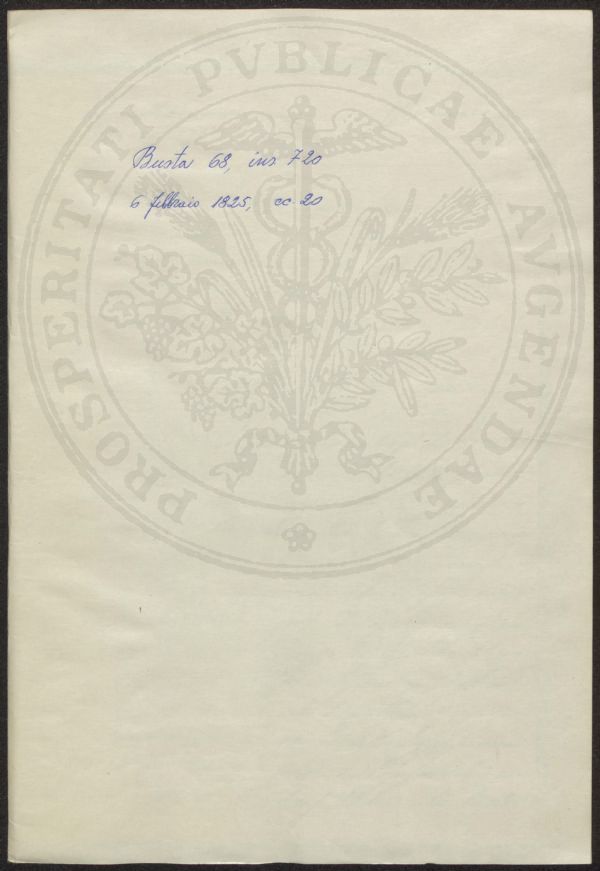 PROSPERITATI PVBLICAE AVGENDAE
Busta 68, ins 720
6 febbraio 1825, cc 20